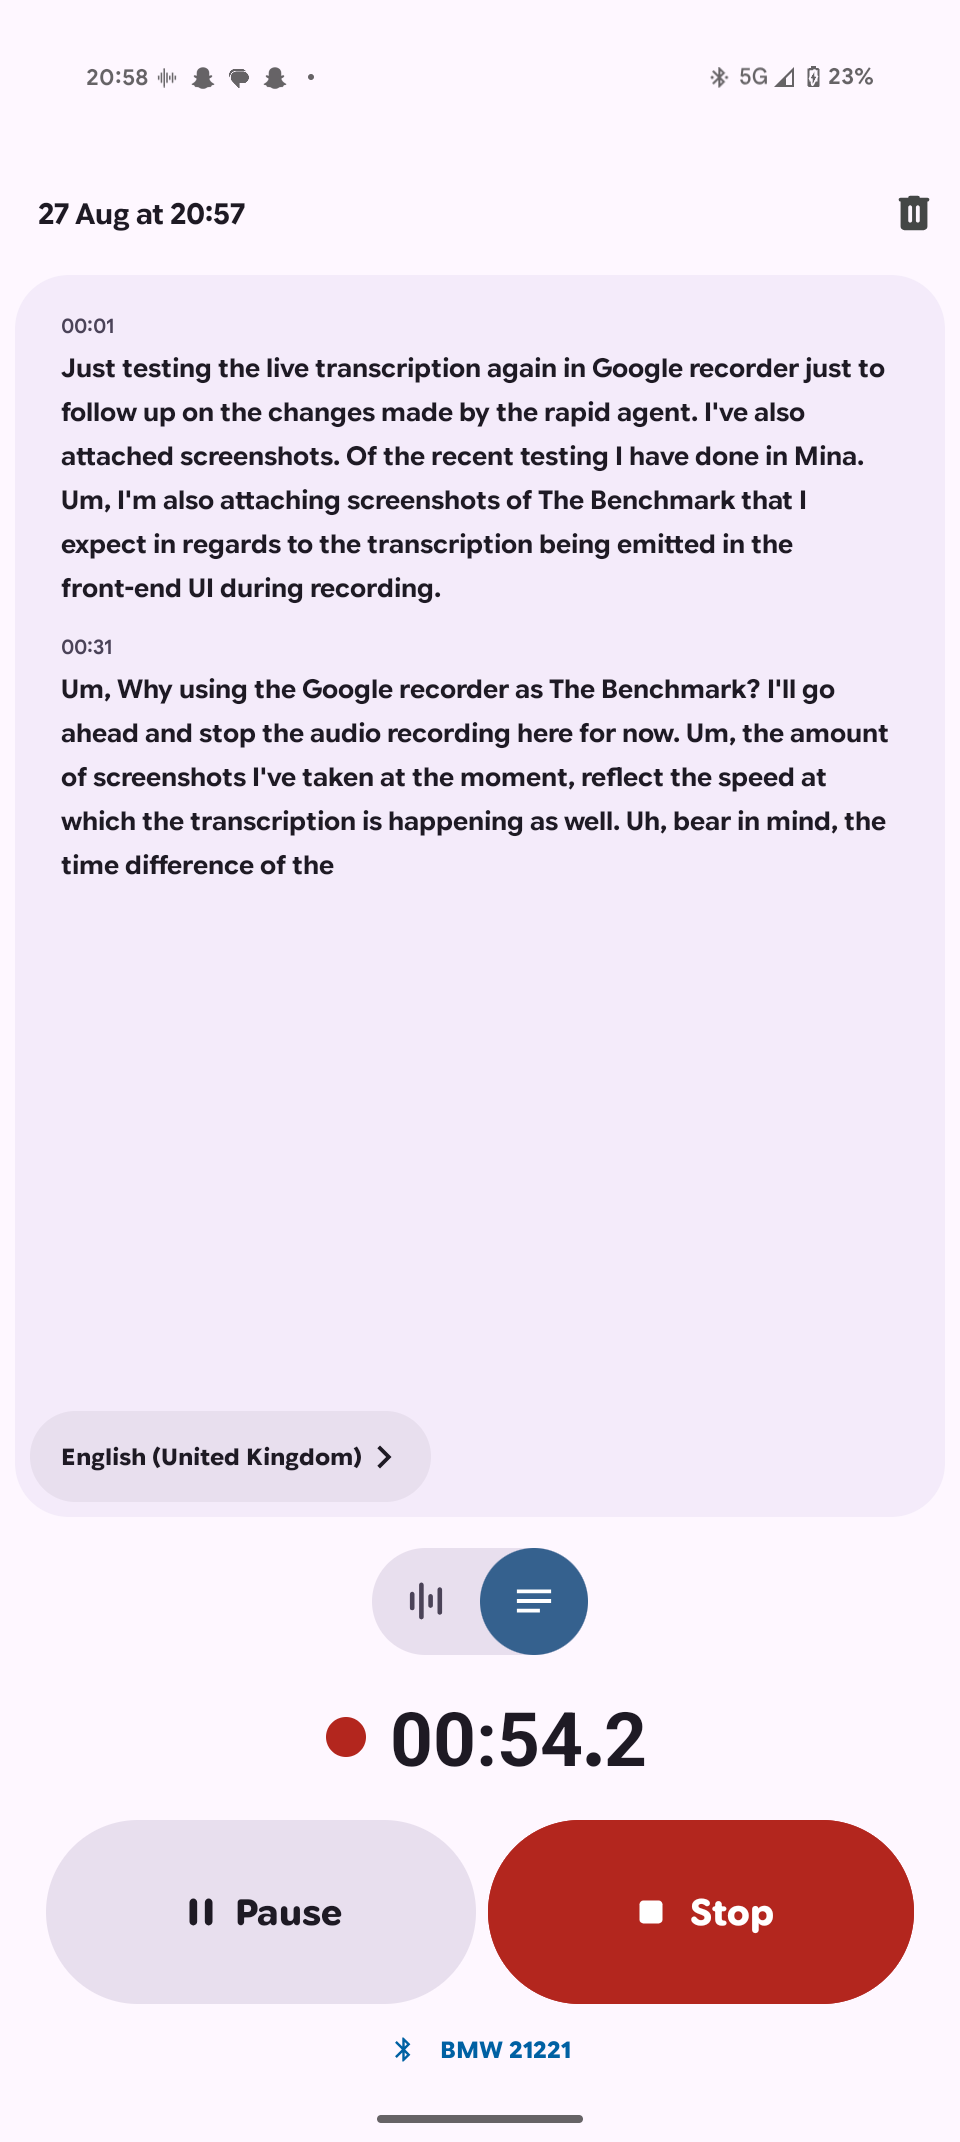 20:58
5G
23%
27 Aug at 20:57
00:01
Just testing the live transcription again in Google recorder just to
follow up on the changes made by the rapid agent. I've also
attached screenshots. Of the recent testing I have done in Mina.
Um, I'm also attaching screenshots of The Benchmark that I
expect in regards to the transcription being emitted in the
front-end UI during recording.
00:31
Um, Why using the Google recorder as The Benchmark? I'll go
ahead and stop the audio recording here for now. Um, the amount
of screenshots I've taken at the moment, reflect the speed at
which the transcription is happening as well. Uh, bear in mind, the
time difference of the
English (United Kingdom)
00:54.2
Pause
Stop
BMW 21221